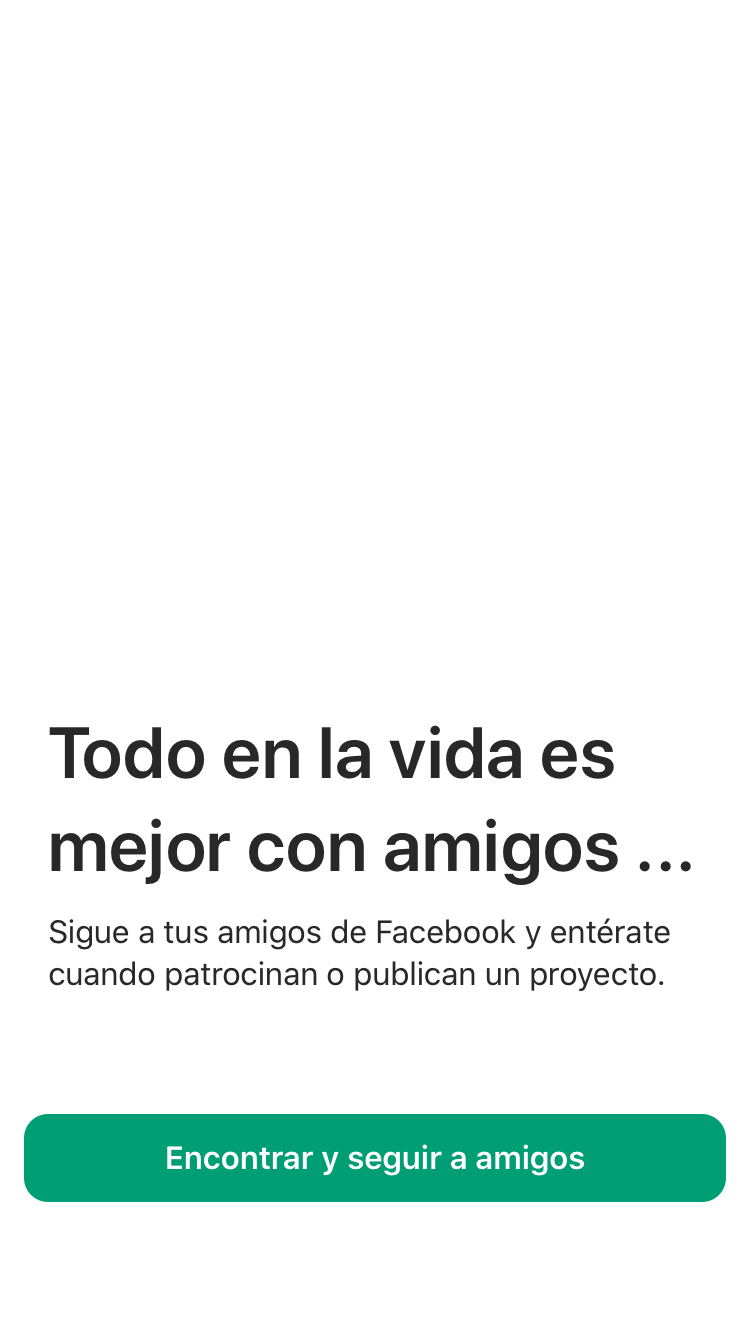 Todo en la vida es
mejor con amigos ...
Sigue a tus amigos de Facebook y entérate
cuando patrocinan o publican un proyecto.
Encontrar y seguir a amigos